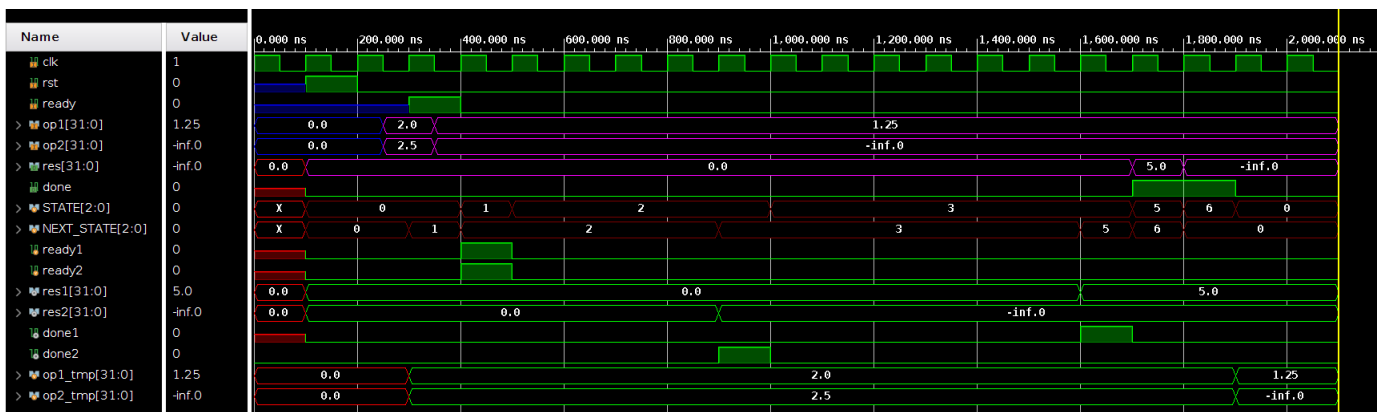 Name Value 0.000 ns 200.000 ns 400.000 ns 600.000 ns 800.000 ns 1,000.000 ns 1,200.000 ns 1,400.000 ns 1,600.000 ns 1,800.000 ns 2,000.000 ns
clk 1
rst 0
ready 0
op1[31:0] 1.25 0.0 2.0 1.25
op2[31:0] -inf.0 0.0 2.5 -inf.0
res[31:0] -inf.0 0.0 0.0 5.0 -inf.0
done 0
STATE[2:0] 0 X 0 1 2 3 5 6 0
NEXT_STATE[2:0] 0 X 0 1 2 3 5 6 0
ready1 0
ready2 0
res1[31:0] 5.0 0.0 0.0 5.0
res2[31:0] -inf.0 0.0 0.0 -inf.0
done1 0
done2 0
op1_tmp[31:0] 1.25 0.0 2.0 1.25
op2_tmp[31:0] -inf.0 0.0 2.5 -inf.0